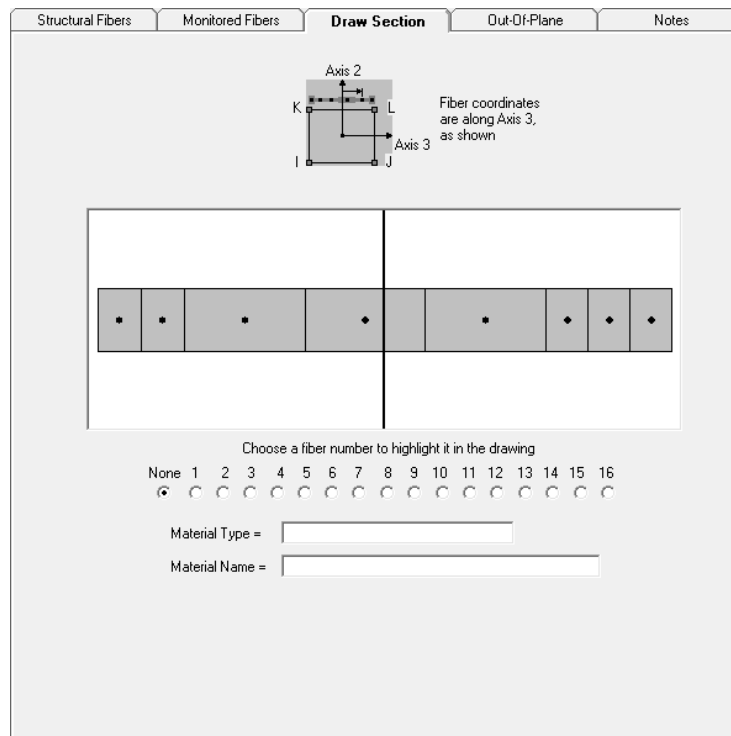 Structural Fibers Monitored Fibers Draw Section Out-Of-Plane Notes
Axis 2
K L
Axis 3
I J
Fiber coordinates
are along Axis 3,
as shown
Choose a fiber number to highlight it in the drawing
None 1 2 3 4 5 6 7 8 9 10 11 12 13 14 15 16
Material Type =
Material Name =